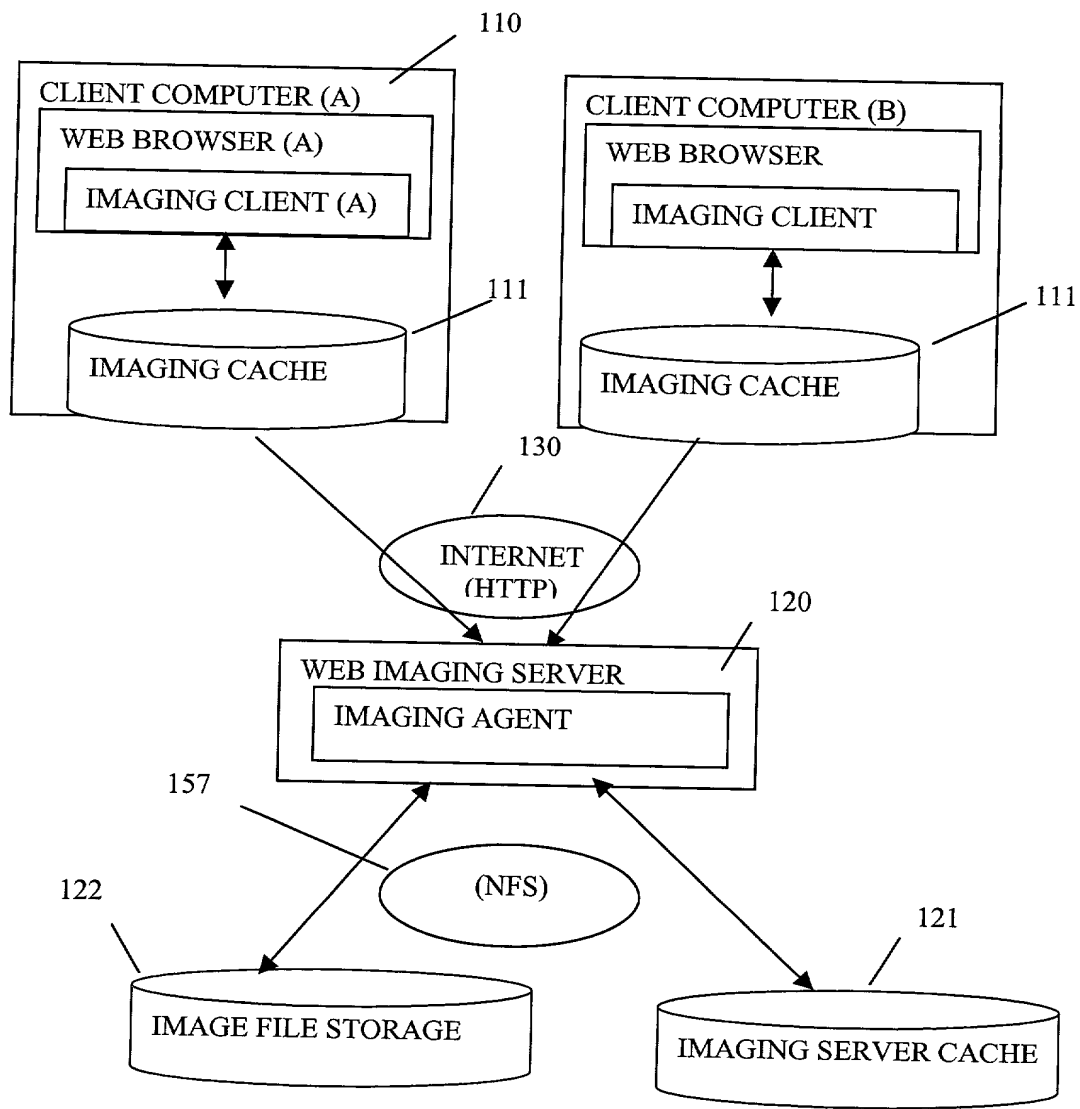 110
CLIENT COMPUTER (A)
WEB BROWSER (A)
IMAGING CLIENT (A)
111
IMAGING CACHE
CLIENT COMPUTER (B)
WEB BROWSER
IMAGING CLIENT
111
IMAGING CACHE
130
INTERNET
(HTTP)
120
WEB IMAGING SERVER
IMAGING AGENT
157
(NFS)
122
IMAGE FILE STORAGE
121
IMAGING SERVER CACHE